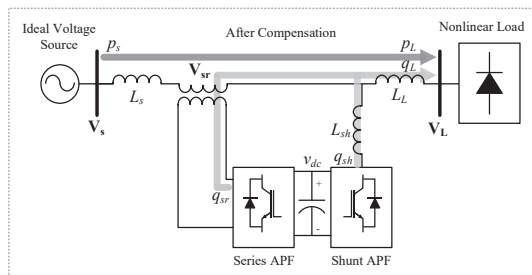 Ideal Voltage
Source
After Compensation
Nonlinear Load
p_s
p_L
V_sr
q_L
L_s
L_L
V_s
V_L
L_sh
v_dc
q_sh
q_sr
+
-
Series APF
Shunt APF